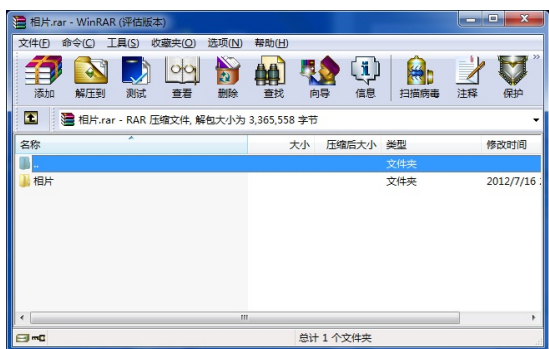 相片.rar - WinRAR (评估版本)
文件(F) 命令(C) 工具(S) 收藏夹(O) 选项(N) 帮助(H)
添加 解压到 测试 查看 删除 查找 向导 信息 扫描病毒 注释 保护
相片.rar - RAR 压缩文件, 解包大小为 3,365,558 字节
名称 大小 压缩后大小 类型 修改时间
.. 文件夹
相片 文件夹 2012/7/16
总计 1 个文件夹